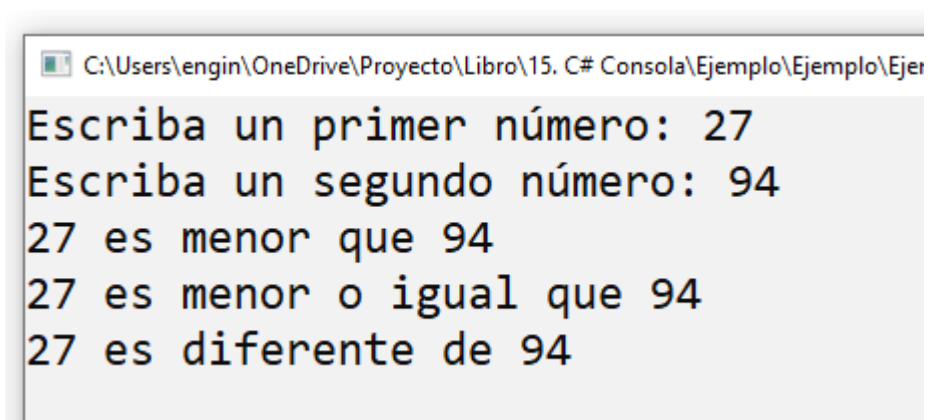 C:\Users\engin\OneDrive\Proyecto\Libro\15. C# Consola\Ejemplo\Ejemplo\Ejer
Escriba un primer número: 27
Escriba un segundo número: 94
27 es menor que 94
27 es menor o igual que 94
27 es diferente de 94